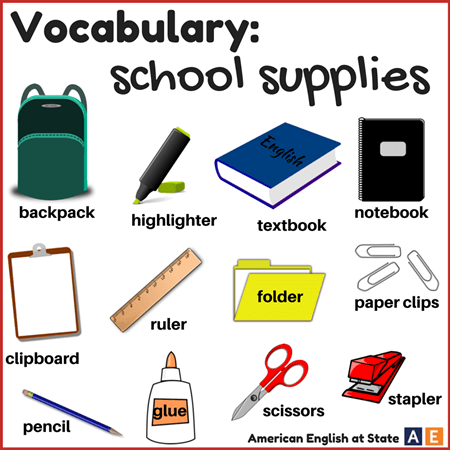 Vocabulary:
school supplies
English
backpack
highlighter
textbook
notebook
clipboard
ruler
folder
paper clips
pencil
glue
scissors
stapler
American English at State A E